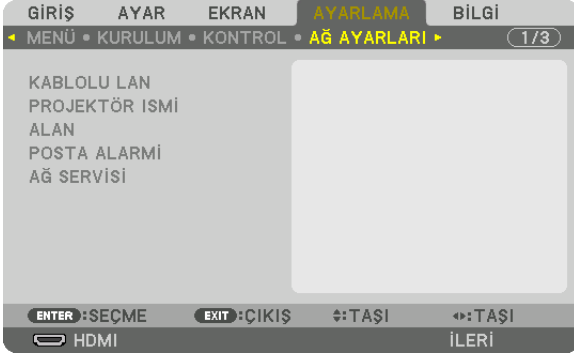 GİRİŞ AYAR EKRAN AYARLAMA BİLGİ
◂ MENÜ • KURULUM • KONTROL • AĞ AYARLARI ▸ 1/3
KABLOLU LAN
PROJEKTÖR ISMİ
ALAN
POSTA ALARMİ
AĞ SERVİSİ
ENTER :SEÇME EXIT :ÇIKIŞ :TAŞI :TAŞI
HDMI İLERİ